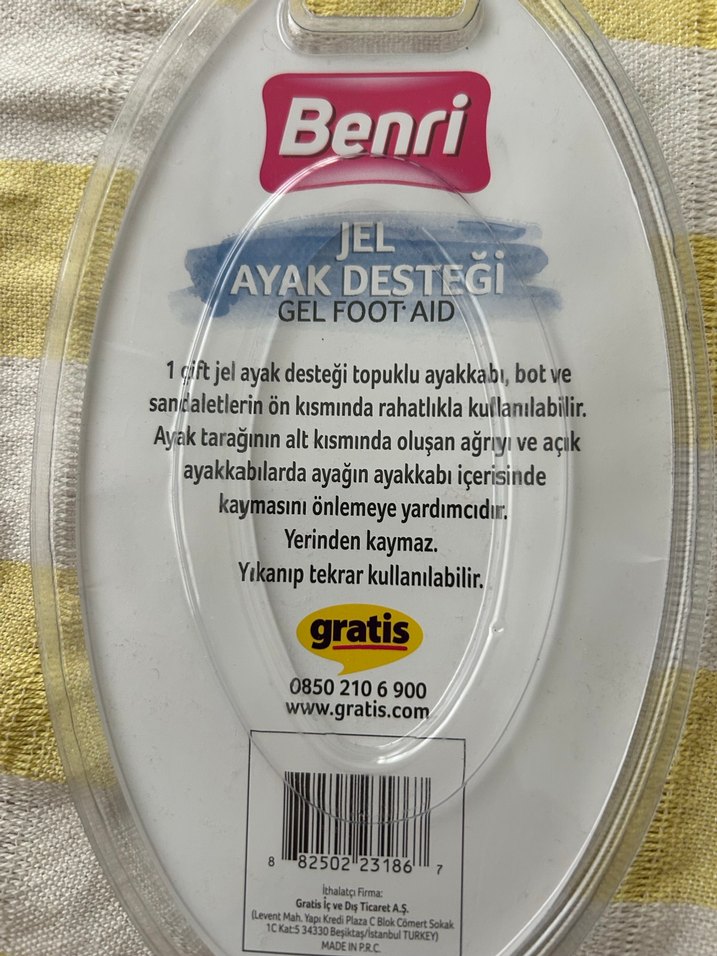 Benri
JEL
AYAK DESTEĞİ
GEL FOOT AID
1 çift jel ayak desteği topuklu ayakkabı, bot ve
sandaletlerin ön kısmında rahatlıkla kullanılabilir.
Ayak tarağının alt kısmında oluşan ağrıyı ve açık
ayakkabılarda ayağın ayakkabı içerisinde
kaymasını önlemeye yardımcıdır.
Yerinden kaymaz.
Yıkanıp tekrar kullanılabilir.
gratis
0850 210 6 900
www.gratis.com
8 82502 23186 7
İthalatçı Firma:
Gratis İç ve Dış Ticaret A.Ş.
(Levent Mah. Yapı Kredi Plaza C Blok Cömert Sokak
1C Kat:5 34330 Beşiktaş/İstanbul TURKEY)
MADE IN P.R.C.